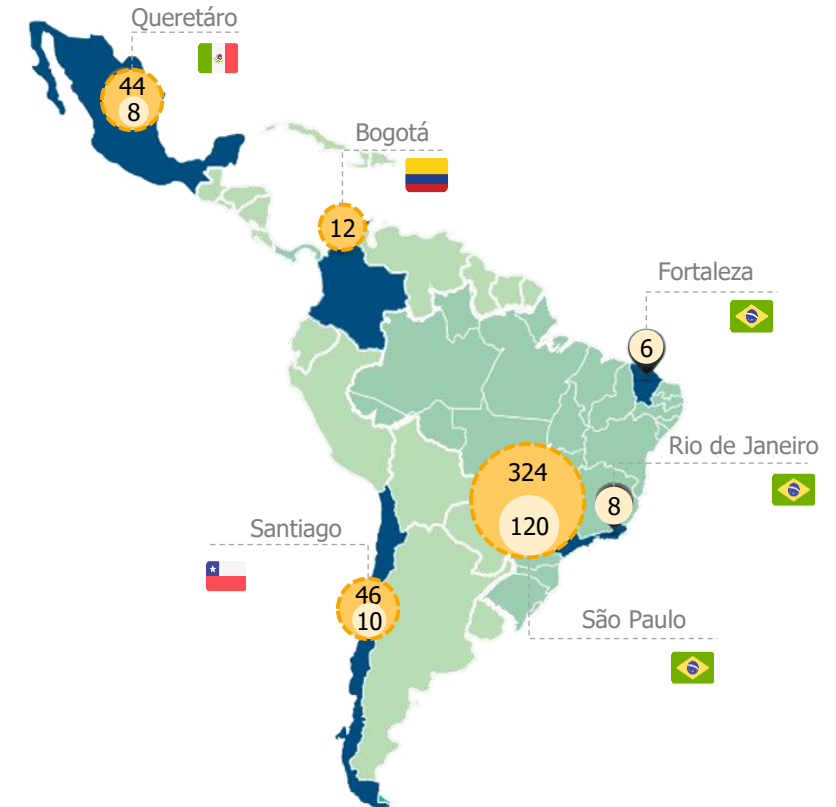 Queretáro
44
8
Bogotá
12
Fortaleza
6
Rio de Janeiro
324
120
8
Santiago
46
10
São Paulo